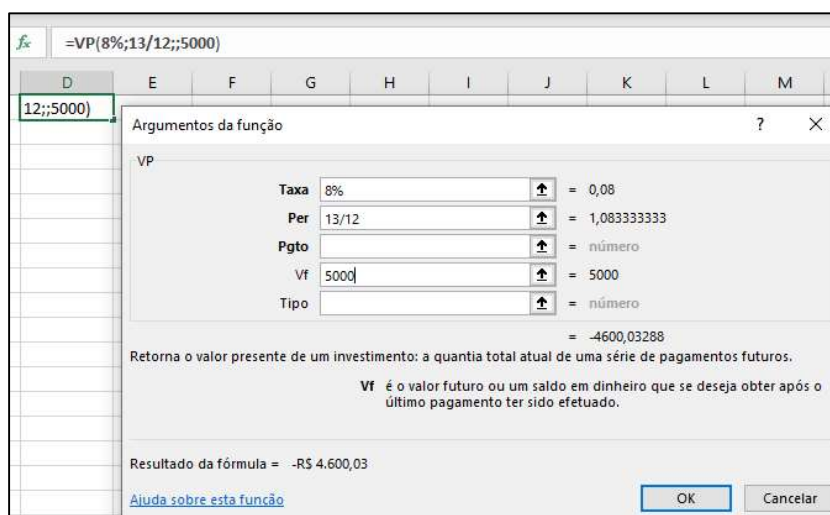 fx =VP(8%;13/12;;5000)
D E F G H I J K L M
12;;5000)
Argumentos da função ? ×
VP
Taxa 8% = 0,08
Per 13/12 = 1,083333333
Pgto = número
Vf 5000 = 5000
Tipo = número
= -4600,03288
Retorna o valor presente de um investimento: a quantia total atual de uma série de pagamentos futuros.
Vf é o valor futuro ou um saldo em dinheiro que se deseja obter após o
último pagamento ter sido efetuado.
Resultado da fórmula = -R$ 4.600,03
Ajuda sobre esta função OK Cancelar